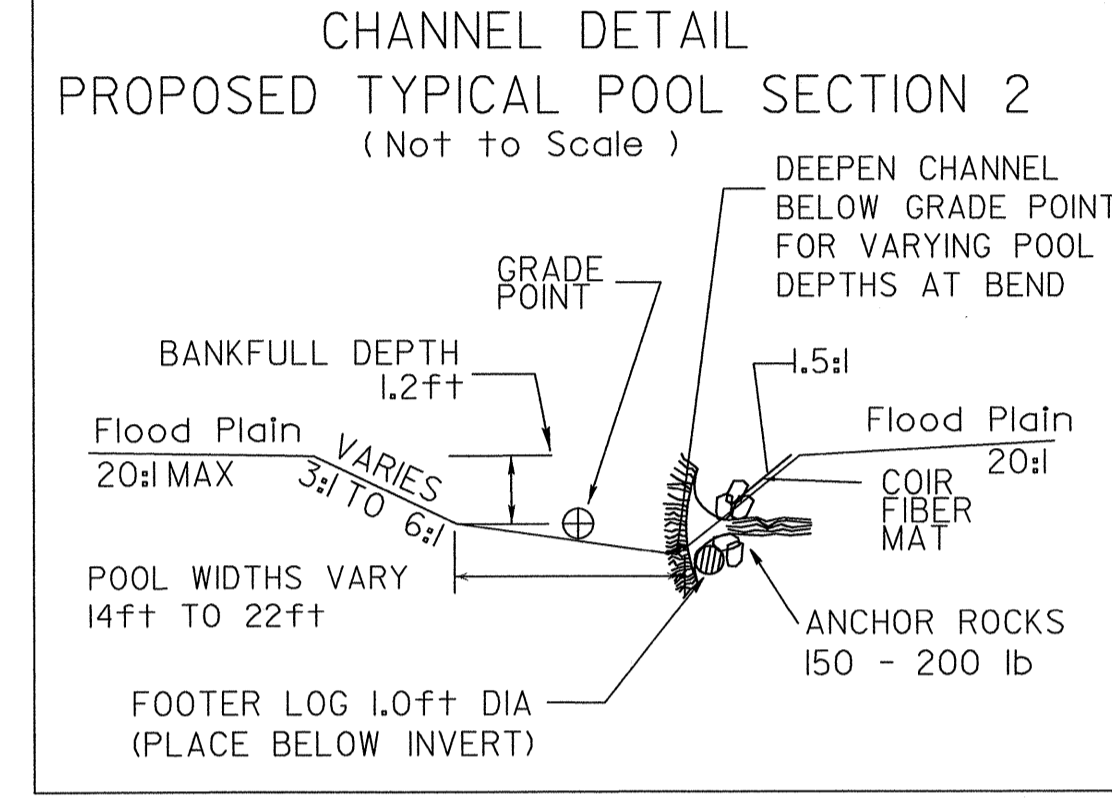 CHANNEL DETAIL
PROPOSED TYPICAL POOL SECTION 2
( Not to Scale )
DEEPEN CHANNEL
BELOW GRADE POINT
FOR VARYING POOL
DEPTHS AT BEND
GRADE
POINT
BANKFULL DEPTH
1.2ft
1.5:1
Flood Plain
20:1 MAX
VARIES
3:1 TO 6:1
Flood Plain
20:1
COIR
FIBER
MAT
POOL WIDTHS VARY
14ft TO 22ft
ANCHOR ROCKS
150 - 200 lb
FOOTER LOG 1.0ft DIA
(PLACE BELOW INVERT)